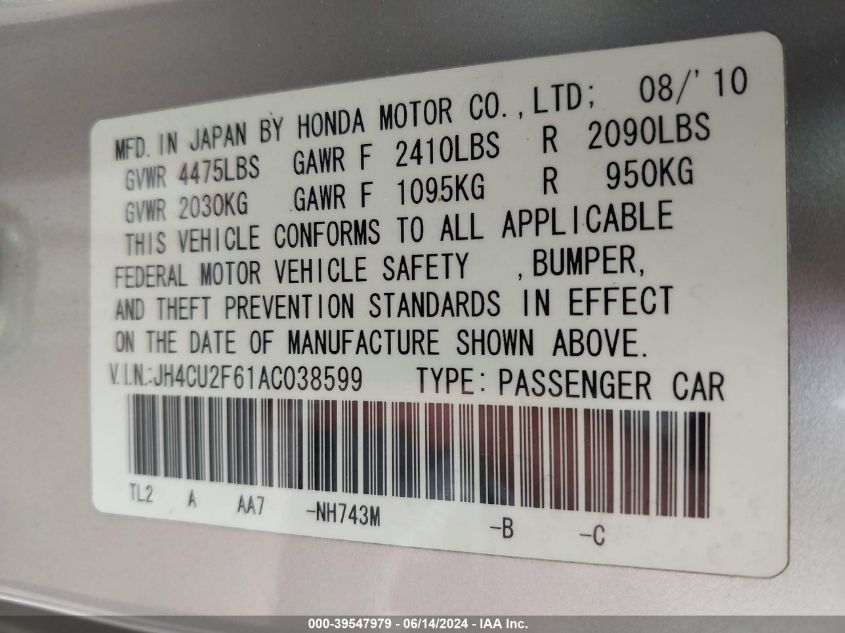 MFD. IN JAPAN BY HONDA MOTOR CO., LTD; 08/'10
GVWR 4475LBS GAWR F 2410LBS R 2090LBS
GVWR 2030KG GAWR F 1095KG R 950KG
THIS VEHICLE CONFORMS TO ALL APPLICABLE
FEDERAL MOTOR VEHICLE SAFETY , BUMPER,
AND THEFT PREVENTION STANDARDS IN EFFECT
ON THE DATE OF MANUFACTURE SHOWN ABOVE.
V.I.N.:JH4CU2F61AC038599 TYPE: PASSENGER CAR
TL2 A AA7 -NH743M -B -C
000-39547979 - 06/14/2024 - IAA Inc.